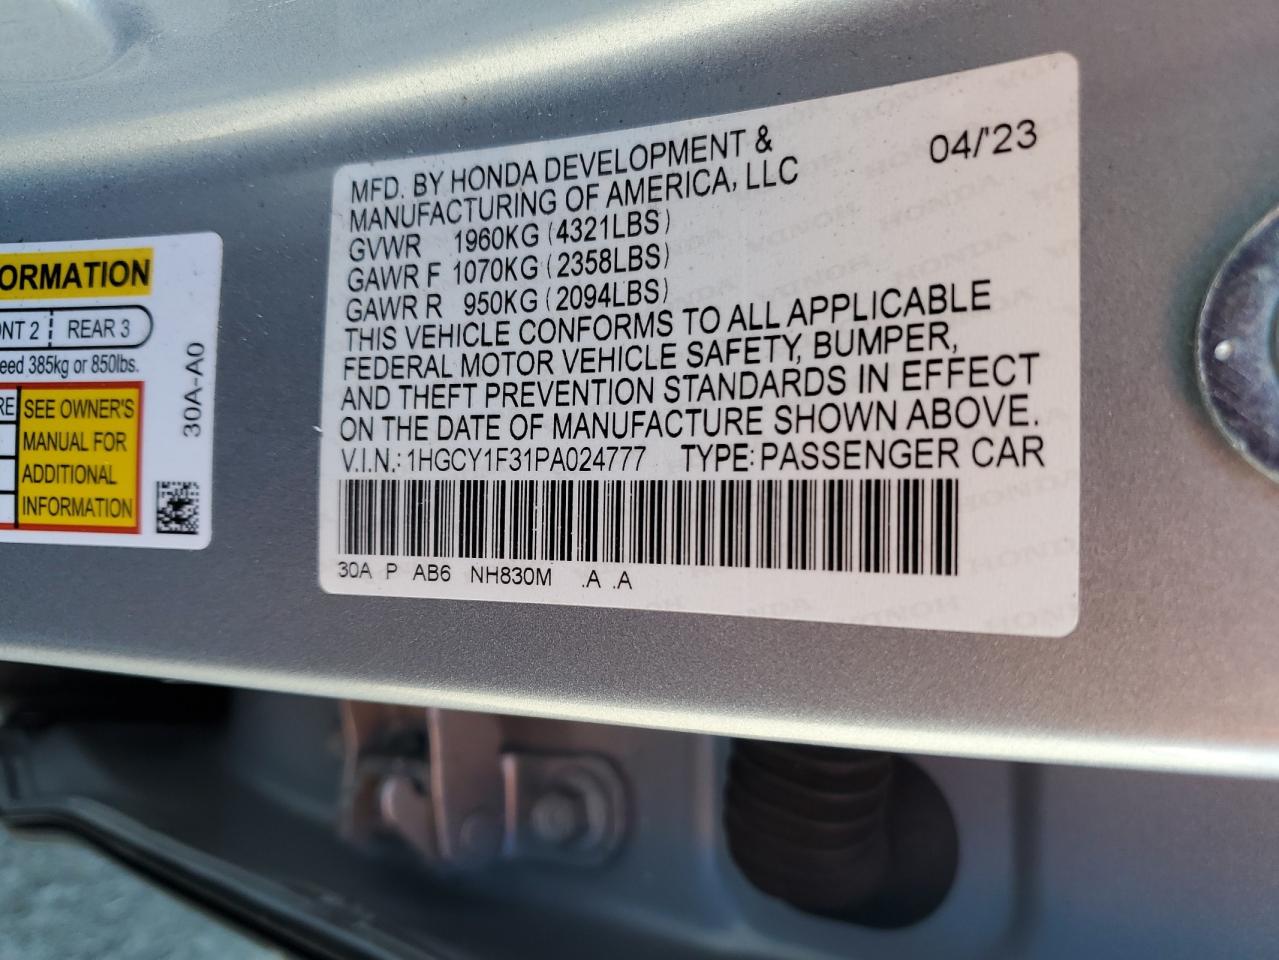 ORMATION
NT 2 REAR 3
eed 385kg or 850lbs.
RE
SEE OWNER'S
MANUAL FOR
ADDITIONAL
INFORMATION
30A-A0
MFD. BY HONDA DEVELOPMENT & 04/'23
MANUFACTURING OF AMERICA, LLC
GVWR 1960KG (4321LBS)
GAWR F 1070KG (2358LBS)
GAWR R 950KG (2094LBS)
THIS VEHICLE CONFORMS TO ALL APPLICABLE
FEDERAL MOTOR VEHICLE SAFETY, BUMPER,
AND THEFT PREVENTION STANDARDS IN EFFECT
ON THE DATE OF MANUFACTURE SHOWN ABOVE.
V.I.N.: 1HGCY1F31PA024777 TYPE: PASSENGER CAR
30A P AB6 NH830M .A .A